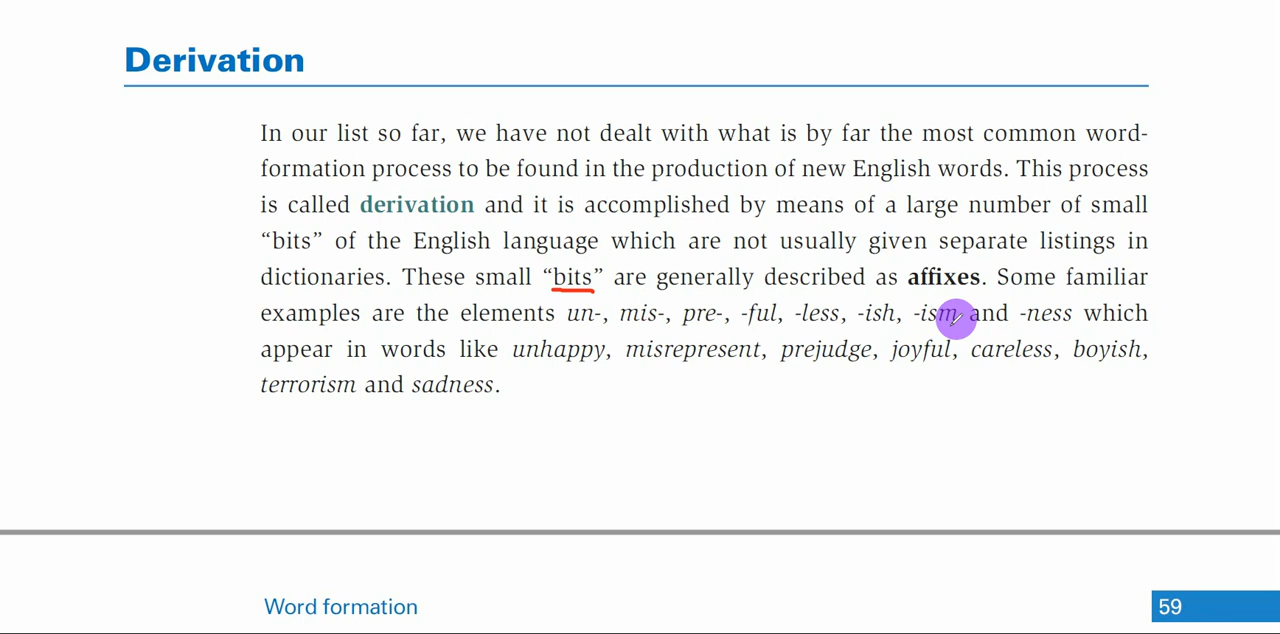 Derivation
In our list so far, we have not dealt with what is by far the most common word-
formation process to be found in the production of new English words. This process
is called derivation and it is accomplished by means of a large number of small
“bits” of the English language which are not usually given separate listings in
dictionaries. These small “bits” are generally described as affixes. Some familiar
examples are the elements un-, mis-, pre-, -ful, -less, -ish, -ism and -ness which
appear in words like unhappy, misrepresent, prejudge, joyful, careless, boyish,
terrorism and sadness.
Word formation 59